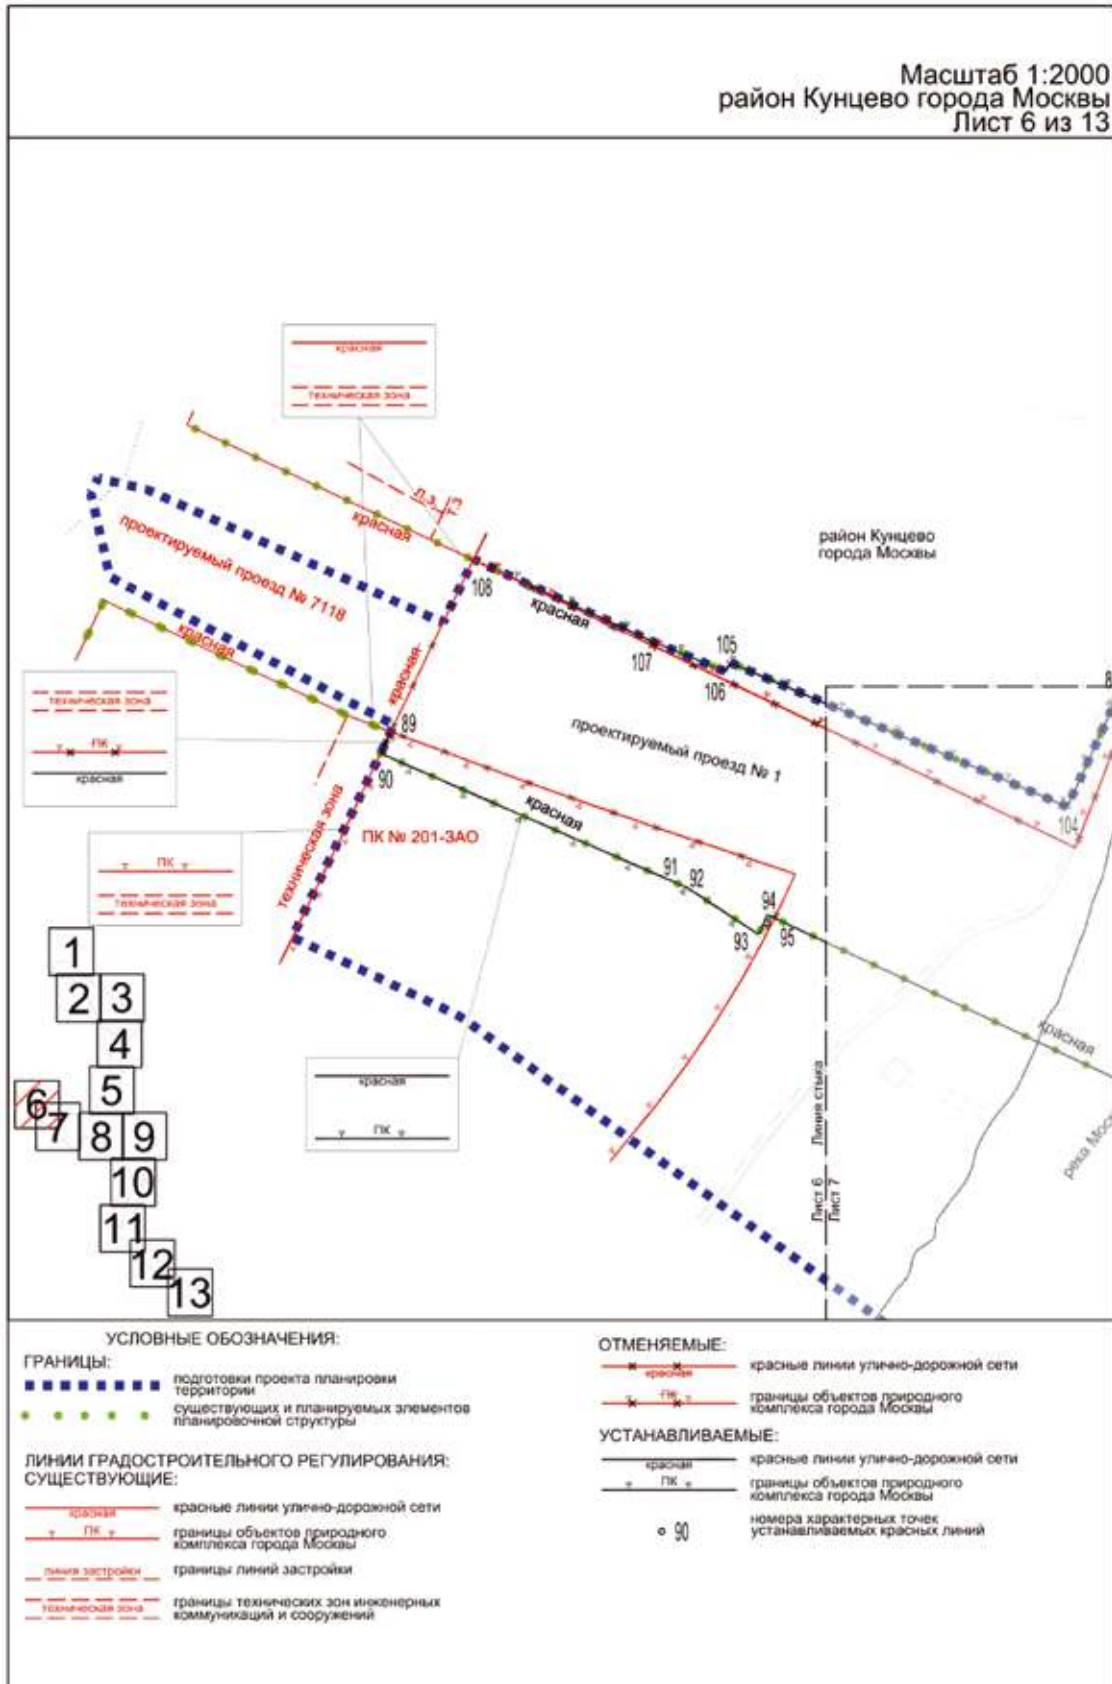 Масштаб 1:2000
район Кунцево города Москвы
Лист 6 из 13
красная
техническая зона
л.з.
т.з
красная
проектируемый проезд № 7118
район Кунцево
города Москвы
108
красная
105
107
106
красная
красная
8
89
90
техническая зона
ПК
красная
проектируемый проезд № 1
104
техническая зона
ПК № 201-ЗАО
красная
ПК
техническая зона
91
92
94
93
95
красная
1
2
3
4
5
6
7
8
9
10
11
12
13
красная
ПК
Линия стыка
Лист 6
Лист 7
река Мос
УСЛОВНЫЕ ОБОЗНАЧЕНИЯ:
ГРАНИЦЫ:
подготовки проекта планировки
территории
существующих и планируемых элементов
планировочной структуры
ЛИНИИ ГРАДОСТРОИТЕЛЬНОГО РЕГУЛИРОВАНИЯ:
СУЩЕСТВУЮЩИЕ:
красная
красные линии улично-дорожной сети
ПК
границы объектов природного
комплекса города Москвы
линия застройки
границы линий застройки
техническая зона
границы технических зон инженерных
коммуникаций и сооружений
ОТМЕНЯЕМЫЕ:
красная
красные линии улично-дорожной сети
ПК
границы объектов природного
комплекса города Москвы
УСТАНАВЛИВАЕМЫЕ:
красная
красные линии улично-дорожной сети
ПК
границы объектов природного
комплекса города Москвы
90
номера характерных точек
устанавливаемых красных линий